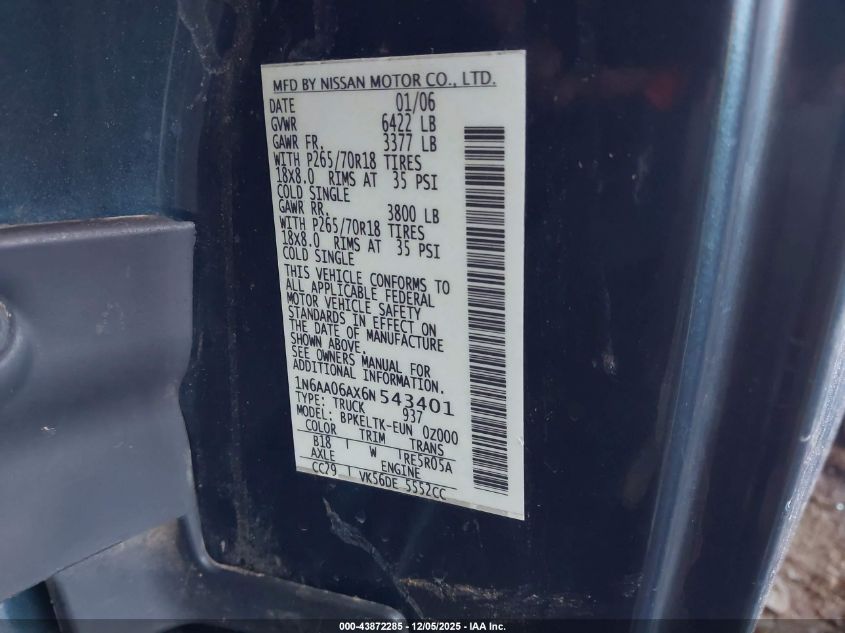 MFD BY NISSAN MOTOR CO., LTD.
DATE 01/06
GVWR 6422 LB
GAWR FR. 3377 LB
WITH P265/70R18 TIRES
18X8.0 RIMS AT 35 PSI
COLD SINGLE
GAWR RR. 3800 LB
WITH P265/70R18 TIRES
18X8.0 RIMS AT 35 PSI
COLD SINGLE
THIS VEHICLE CONFORMS TO
ALL APPLICABLE FEDERAL
MOTOR VEHICLE SAFETY
STANDARDS IN EFFECT ON
THE DATE OF MANUFACTURE
SHOWN ABOVE.
SEE OWNERS MANUAL FOR
ADDITIONAL INFORMATION.
1N6AA06AX6N543401
TYPE: TRUCK 937
MODEL: BPKELTK-EUN 0Z000
COLOR TRIM TRANS
B18 W RE5R05A
AXLE ENGINE
CC29 VK56DE 5552CC
000-43872285 - 12/05/2025 - IAA Inc.